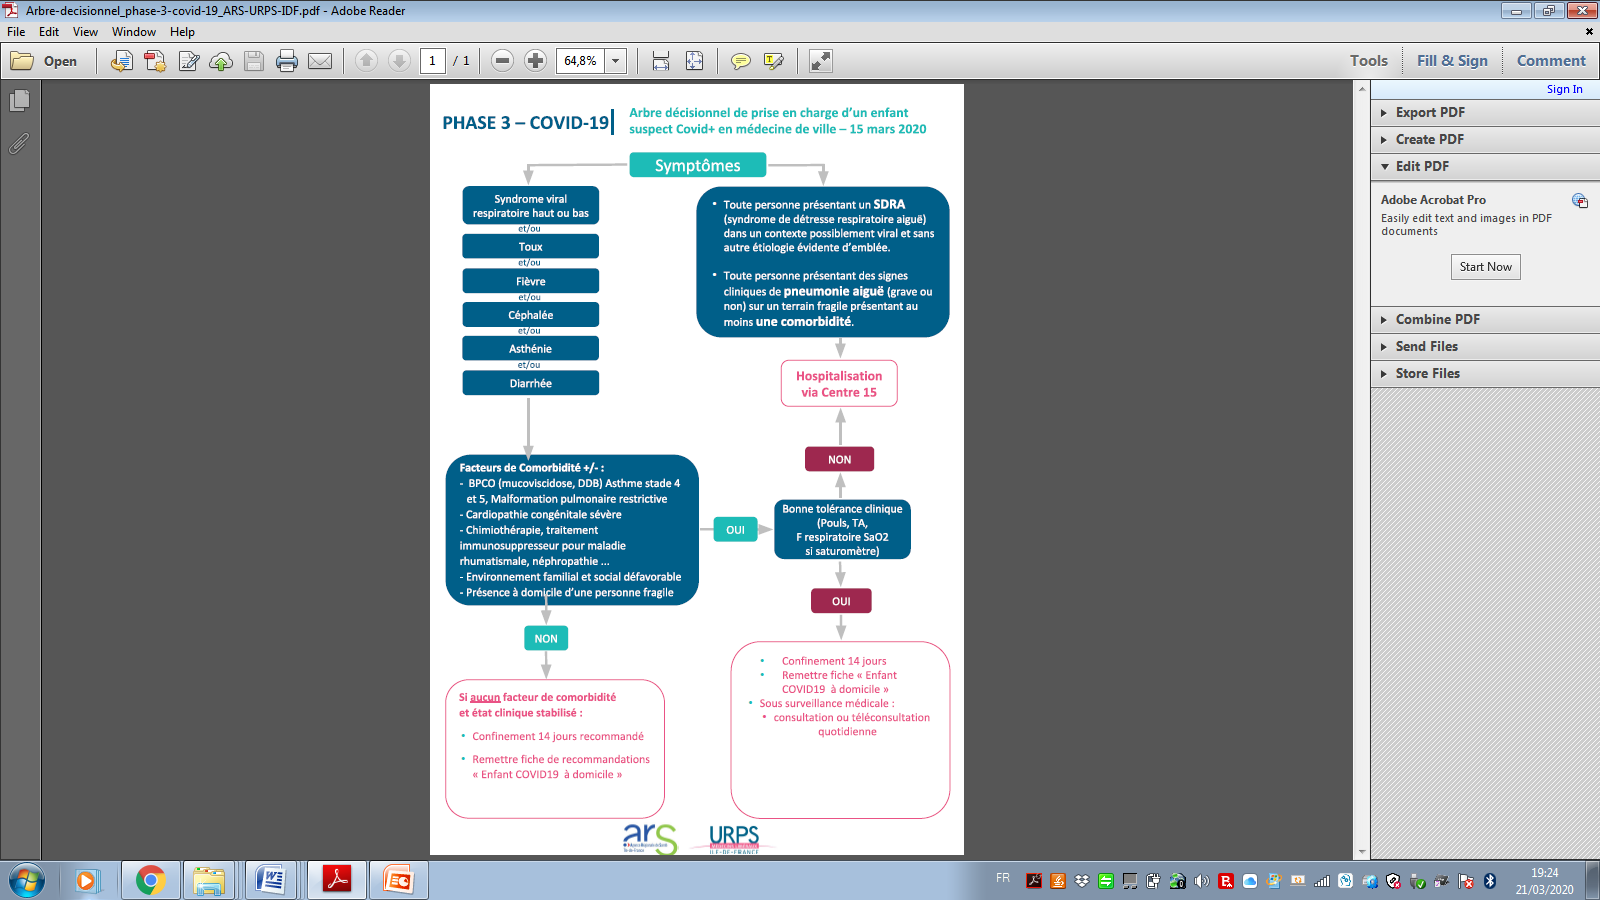 Arbre-decisionnel_phase-3-covid-19_ARS-URPS-IDF.pdf - Adobe Reader
File Edit View Window Help
Open 1 / 1 64,8% Tools Fill & Sign Comment
Sign In
Export PDF
Create PDF
Edit PDF
Adobe Acrobat Pro
Easily edit text and images in PDF
documents
Start Now
Combine PDF
Send Files
Store Files
PHASE 3 – COVID-19
Arbre décisionnel de prise en charge d'un enfant
suspect Covid+ en médecine de ville – 15 mars 2020
Symptômes
Syndrome viral
respiratoire haut ou bas
et/ou
Toux
et/ou
Fièvre
et/ou
Céphalée
et/ou
Asthénie
et/ou
Diarrhée
• Toute personne présentant un SDRA
(syndrome de détresse respiratoire aiguë)
dans un contexte possiblement viral et sans
autre étiologie évidente d'emblée.
• Toute personne présentant des signes
cliniques de pneumonie aiguë (grave ou
non) sur un terrain fragile présentant au
moins une comorbidité.
Hospitalisation
via Centre 15
NON
Facteurs de Comorbidité +/- :
- BPCO (mucoviscidose, DDB) Asthme stade 4
et 5, Malformation pulmonaire restrictive
- Cardiopathie congénitale sévère
- Chimiothérapie, traitement
immunosuppresseur pour maladie
rhumatismale, néphropathie ...
- Environnement familial et social défavorable
- Présence à domicile d'une personne fragile
OUI
Bonne tolérance clinique
(Pouls, TA,
F respiratoire SaO2
si saturomètre)
OUI
NON
Si aucun facteur de comorbidité
et état clinique stabilisé :
• Confinement 14 jours recommandé
• Remettre fiche de recommandations
« Enfant COVID19 à domicile »
• Confinement 14 jours
• Remettre fiche « Enfant
COVID19 à domicile »
• Sous surveillance médicale :
• consultation ou téléconsultation
quotidienne
ars
URPS
ILE-DE-FRANCE
FR
19:24
21/03/2020